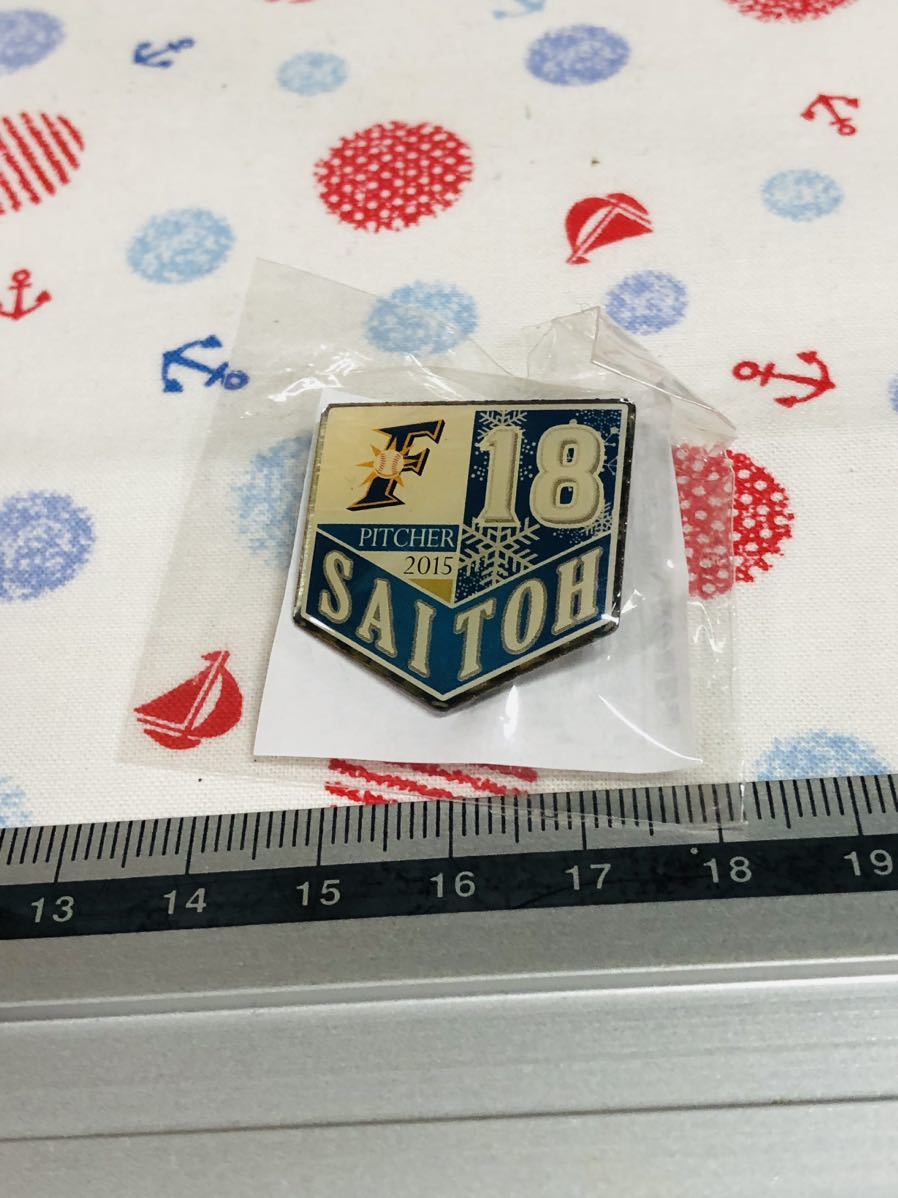 F 18
PITCHER
2015
SAITOH
13 14 15 16 17 18 19